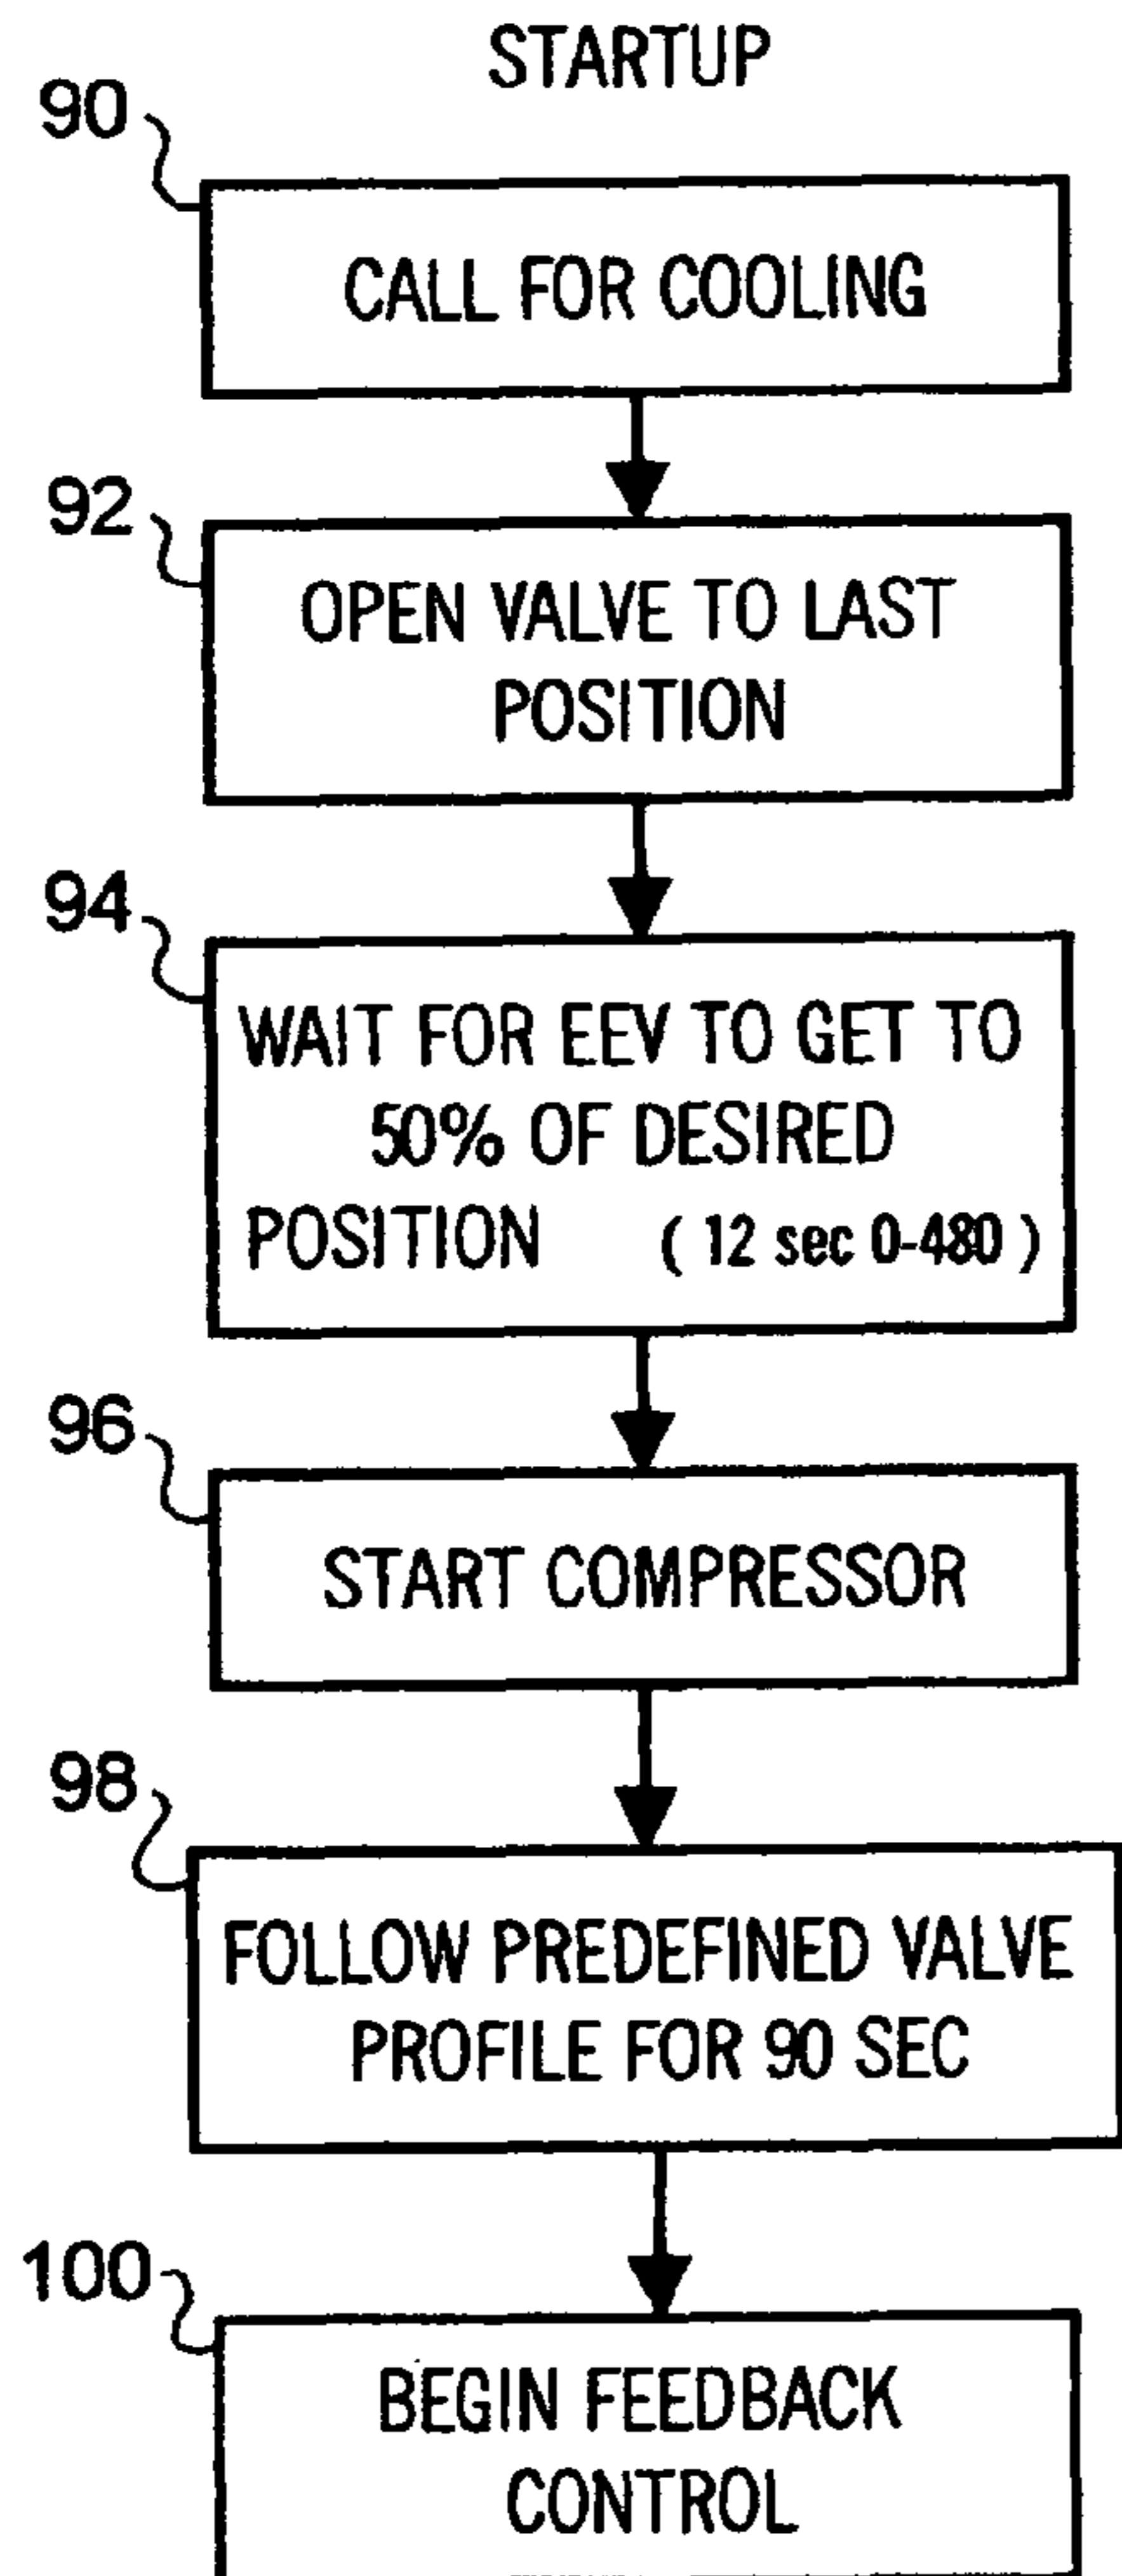 STARTUP
90
CALL FOR COOLING
92
OPEN VALVE TO LAST
POSITION
94
WAIT FOR EEV TO GET TO
50% OF DESIRED
POSITION ( 12 sec 0-480 )
96
START COMPRESSOR
98
FOLLOW PREDEFINED VALVE
PROFILE FOR 90 SEC
100
BEGIN FEEDBACK
CONTROL